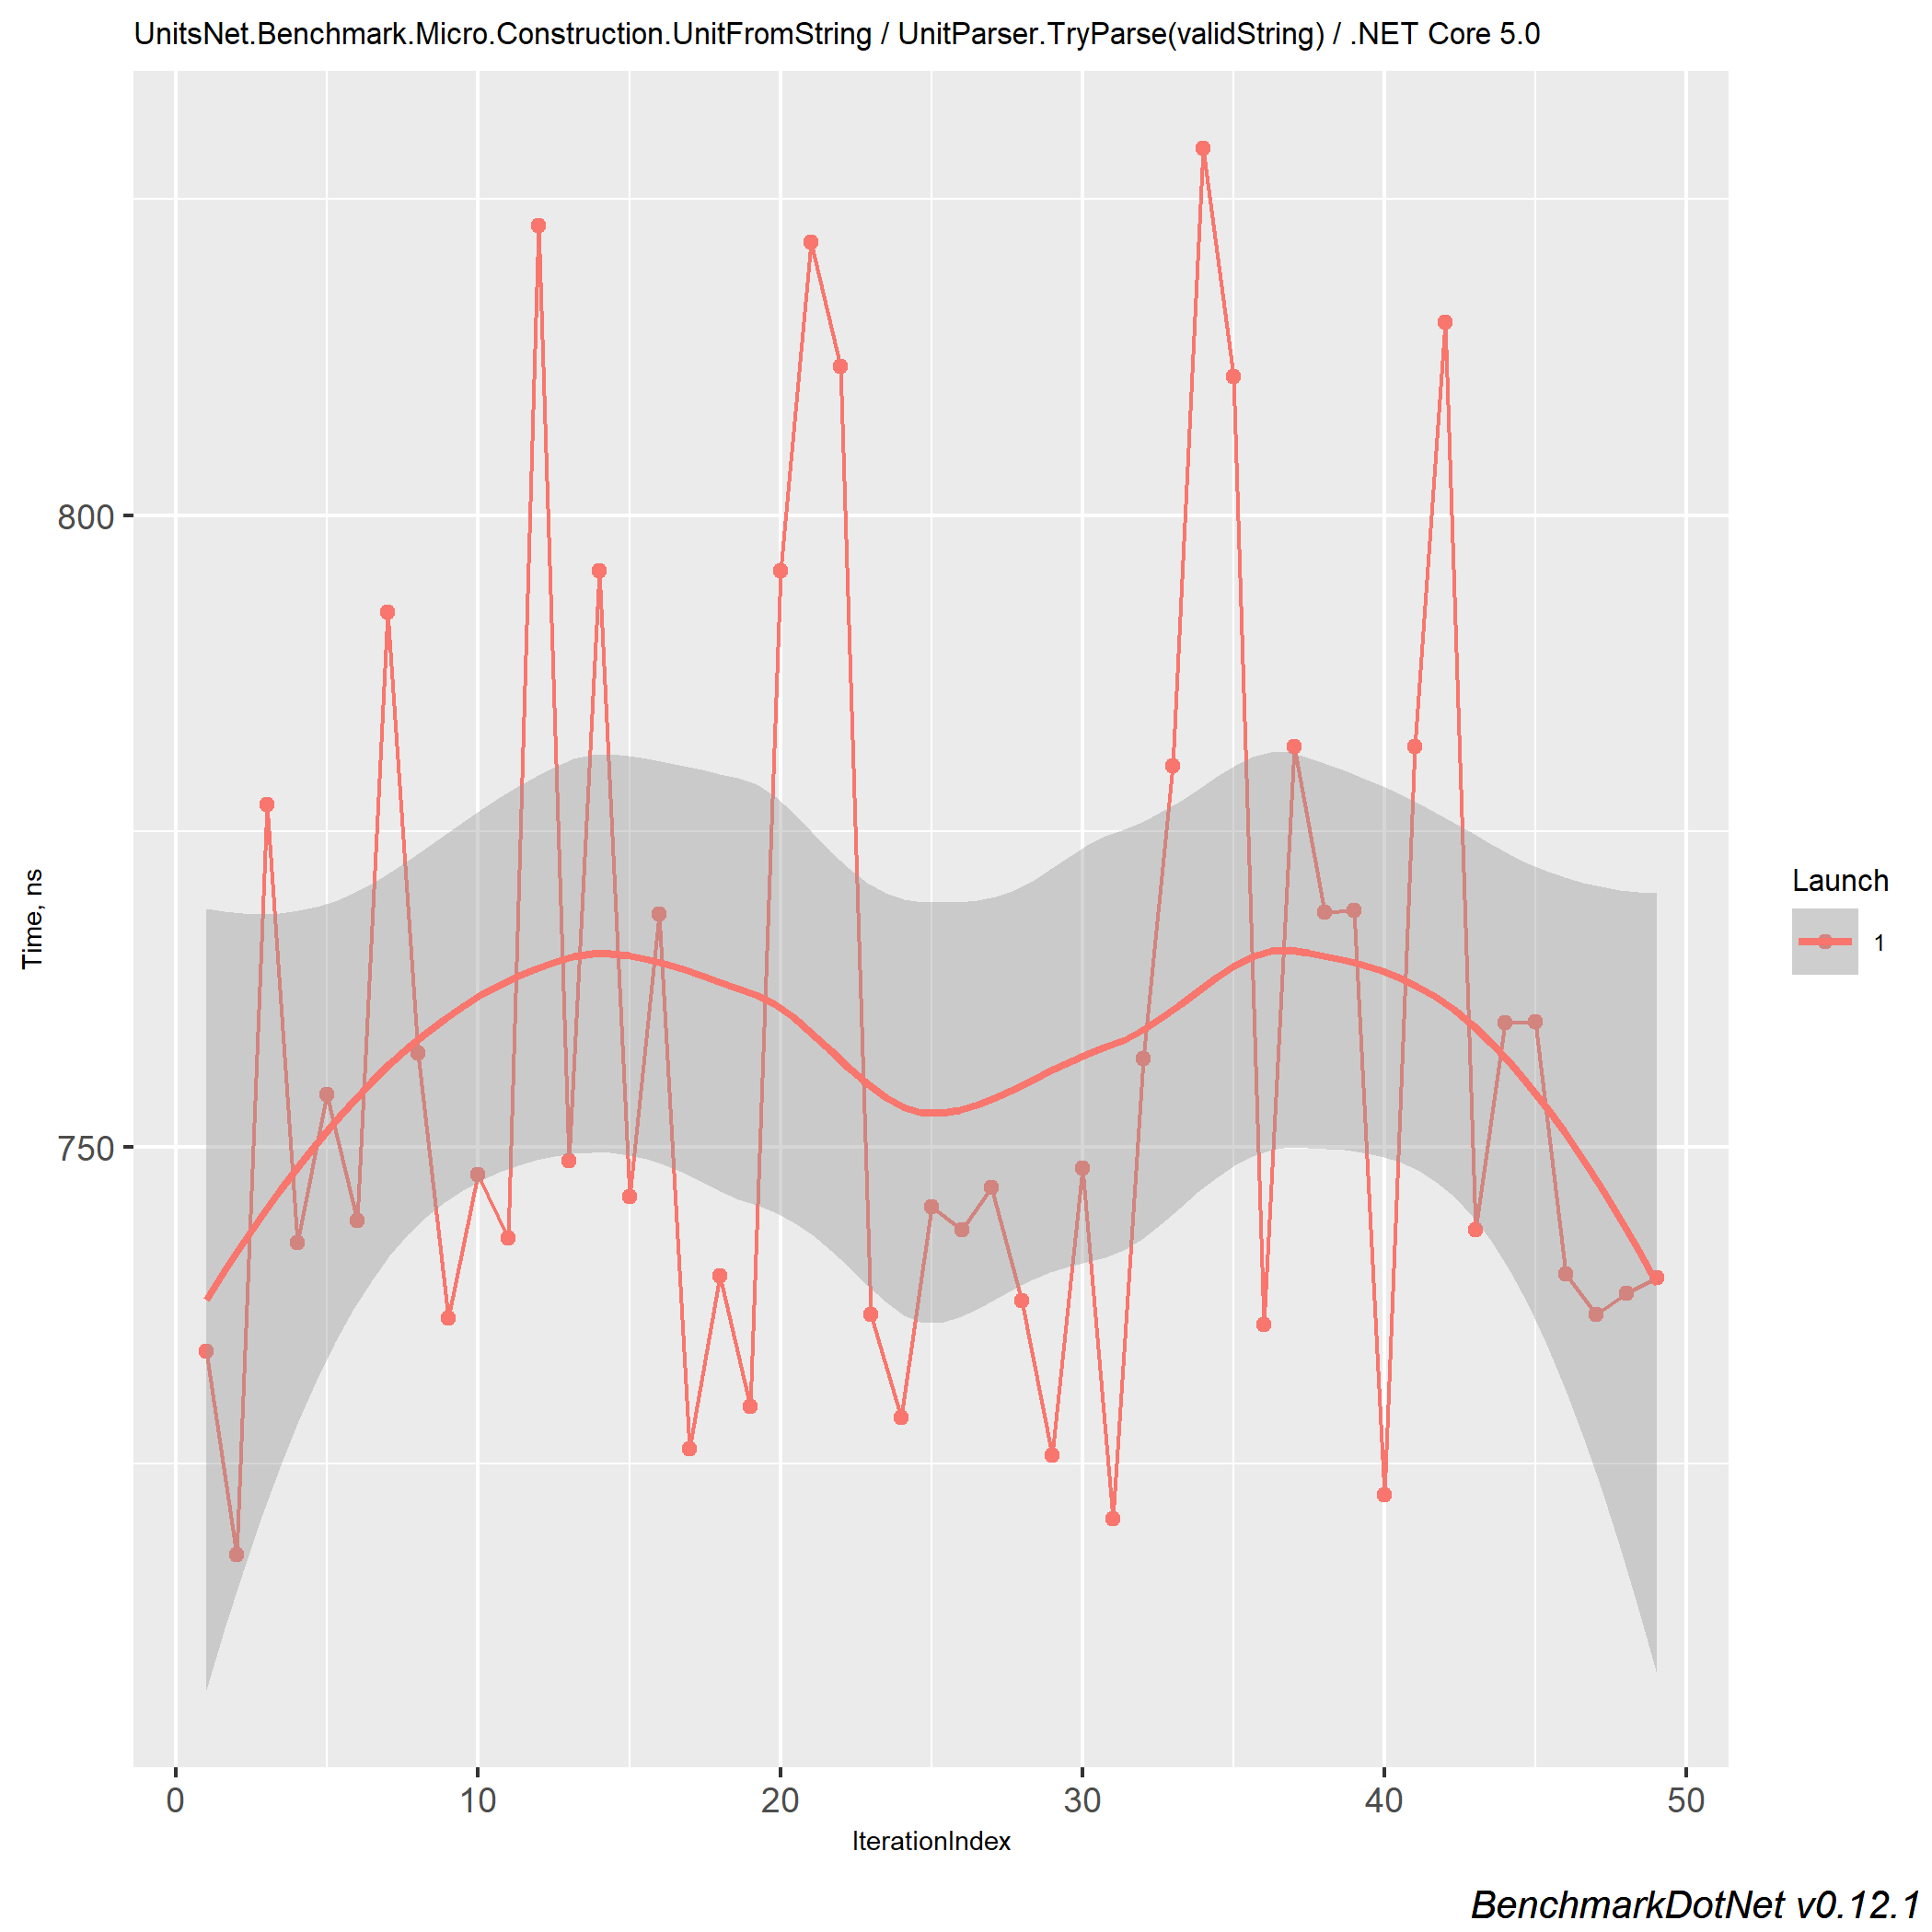 UnitsNet.Benchmark.Micro.Construction.UnitFromString / UnitParser.TryParse(validString) / .NET Core 5.0
800
750
Time, ns
Launch
1
0 10 20 30 40 50
IterationIndex
BenchmarkDotNet v0.12.1